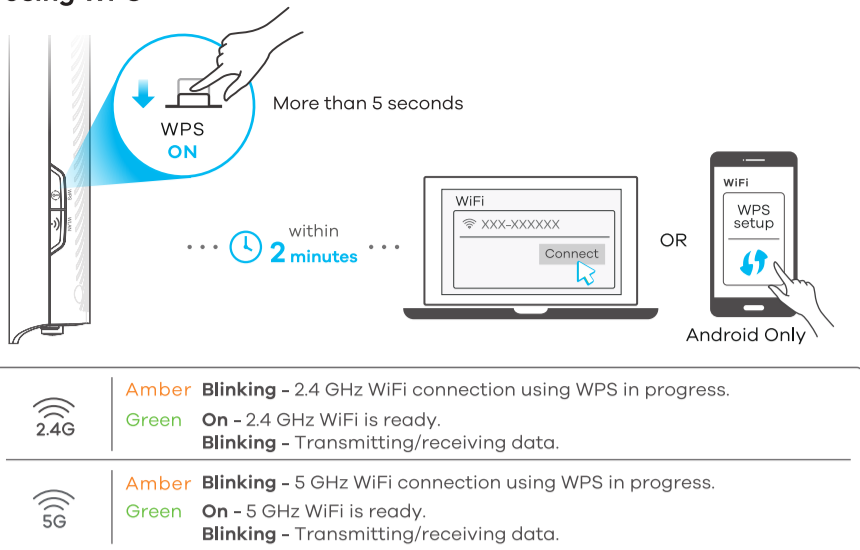 More than 5 seconds
WPS
ON
WPS
WLAN
within
2 minutes
WiFi
XXX-XXXXXX
Connect
OR
WiFi
WPS
setup
Android Only
2.4G
Amber Blinking - 2.4 GHz WiFi connection using WPS in progress.
Green On - 2.4 GHz WiFi is ready.
Blinking - Transmitting/receiving data.
5G
Amber Blinking - 5 GHz WiFi connection using WPS in progress.
Green On - 5 GHz WiFi is ready.
Blinking - Transmitting/receiving data.